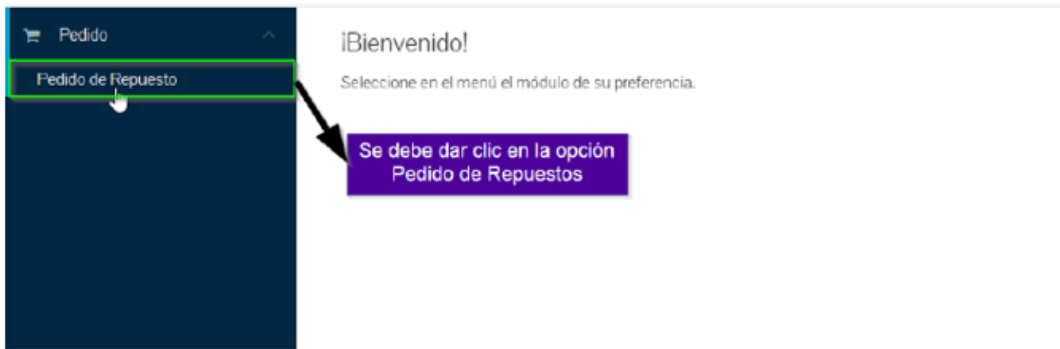 Pedido
Pedido de Repuesto
¡Bienvenido!
Seleccione en el menú el módulo de su preferencia.
Se debe dar clic en la opción
Pedido de Repuestos